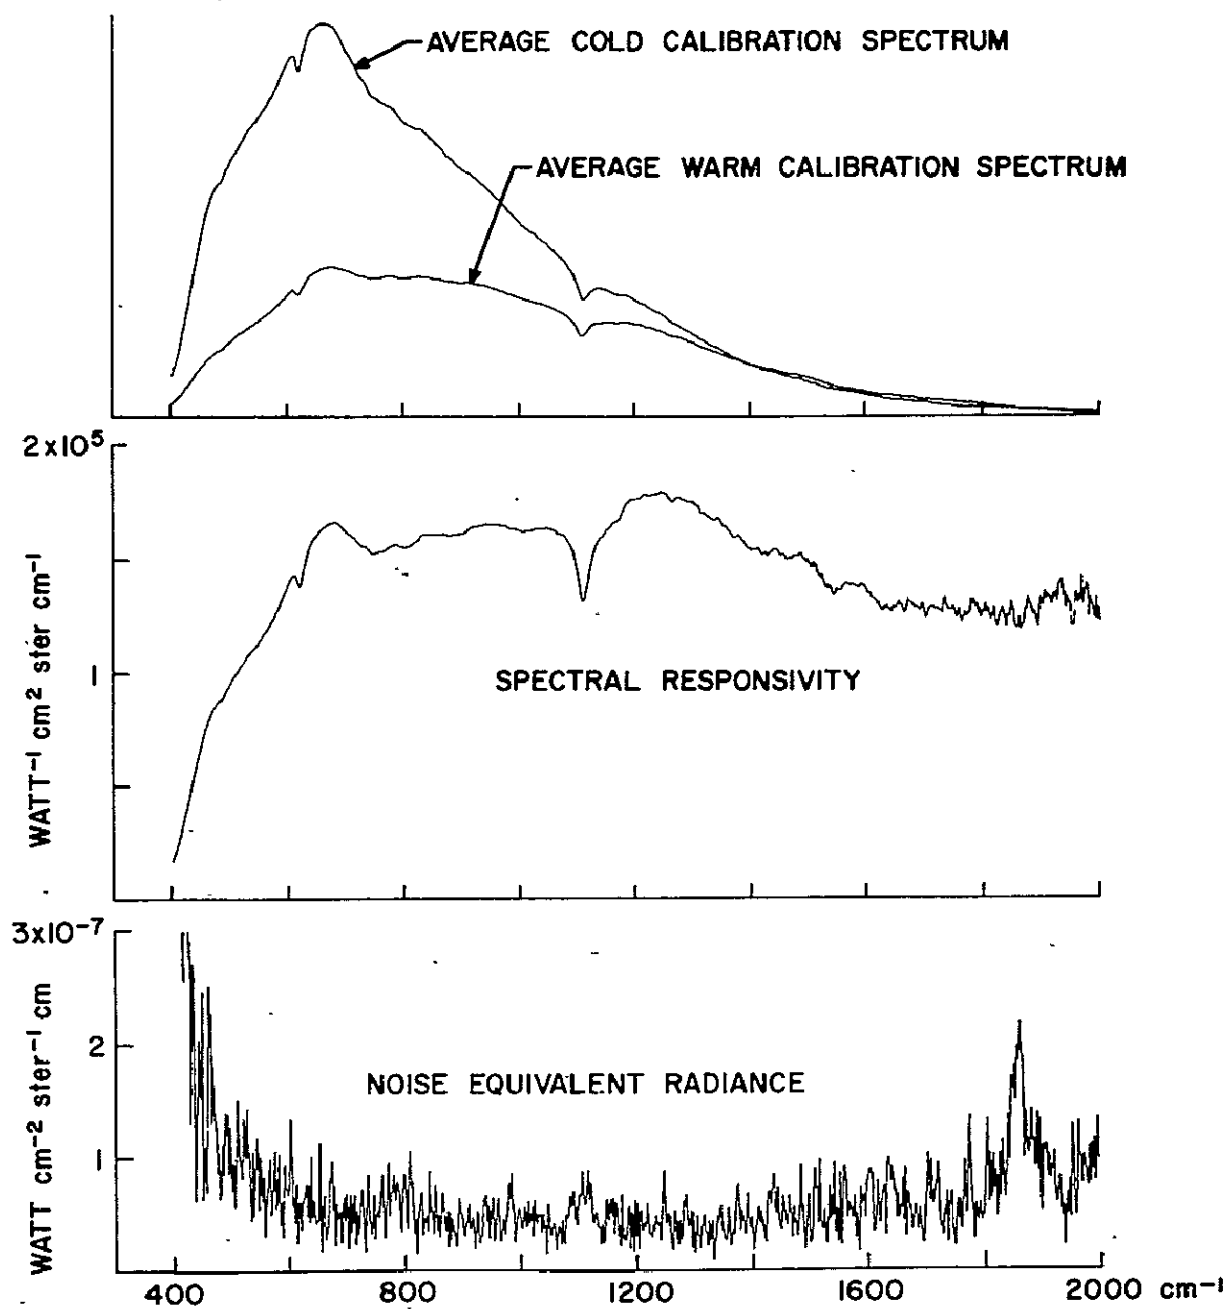 AVERAGE COLD CALIBRATION SPECTRUM
AVERAGE WARM CALIBRATION SPECTRUM
2x10⁵
1
WATT⁻¹ cm² ster cm⁻¹
SPECTRAL RESPONSIVITY
3x10⁻⁷
2
1
WATT cm⁻² ster⁻¹ cm
NOISE EQUIVALENT RADIANCE
400 800 1200 1600 2000 cm⁻¹